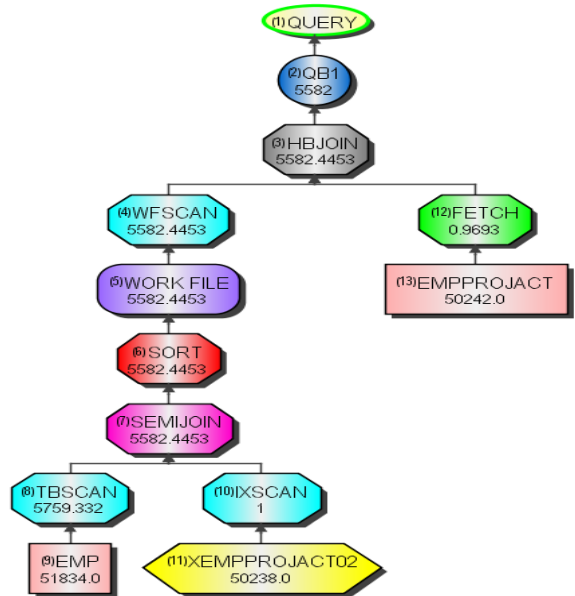 (1)QUERY
(2)QB1
5582
(3)HBJOIN
5582.4453
(4)WFSCAN
5582.4453
(12)FETCH
0.9693
(5)WORK FILE
5582.4453
(13)EMPPROJACT
50242.0
(6)SORT
5582.4453
(7)SEMIJOIN
5582.4453
(8)TBSCAN
5759.332
(10)IXSCAN
1
(9)EMP
51834.0
(11)XEMPPROJACT02
50238.0